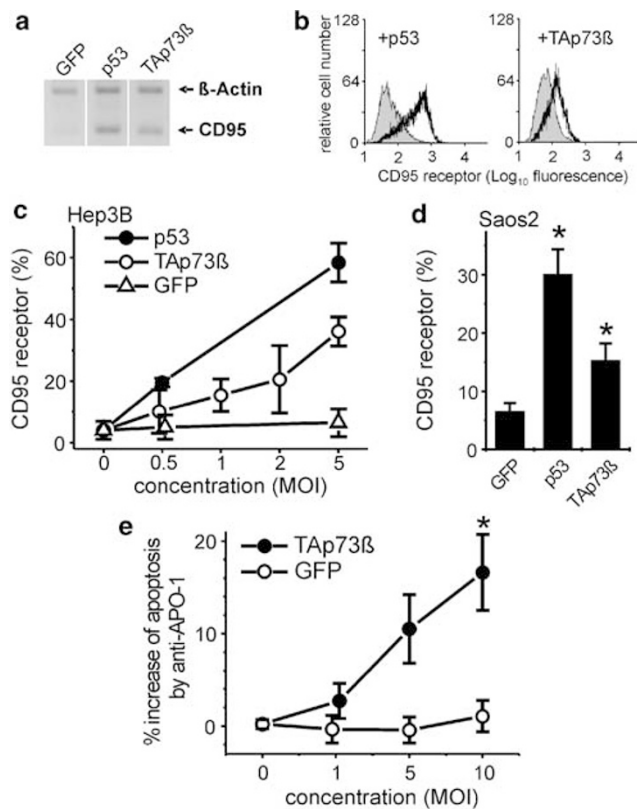 a
GFP
p53
TAp73ß
ß-Actin
CD95
b
relative cell number
128
64
0
+p53
1 2 3 4
128
64
0
+TAp73ß
1 2 3 4
CD95 receptor (Log10 fluorescence)
c
Hep3B
p53
TAp73ß
GFP
CD95 receptor (%)
60
40
20
0
0 0.5 1 2 5
concentration (MOI)
d
Saos2
CD95 receptor (%)
30
20
10
0
*
*
GFP
p53
TAp73ß
e
TAp73ß
GFP
*
% increase of apoptosis
by anti-APO-1
20
10
0
0 1 5 10
concentration (MOI)